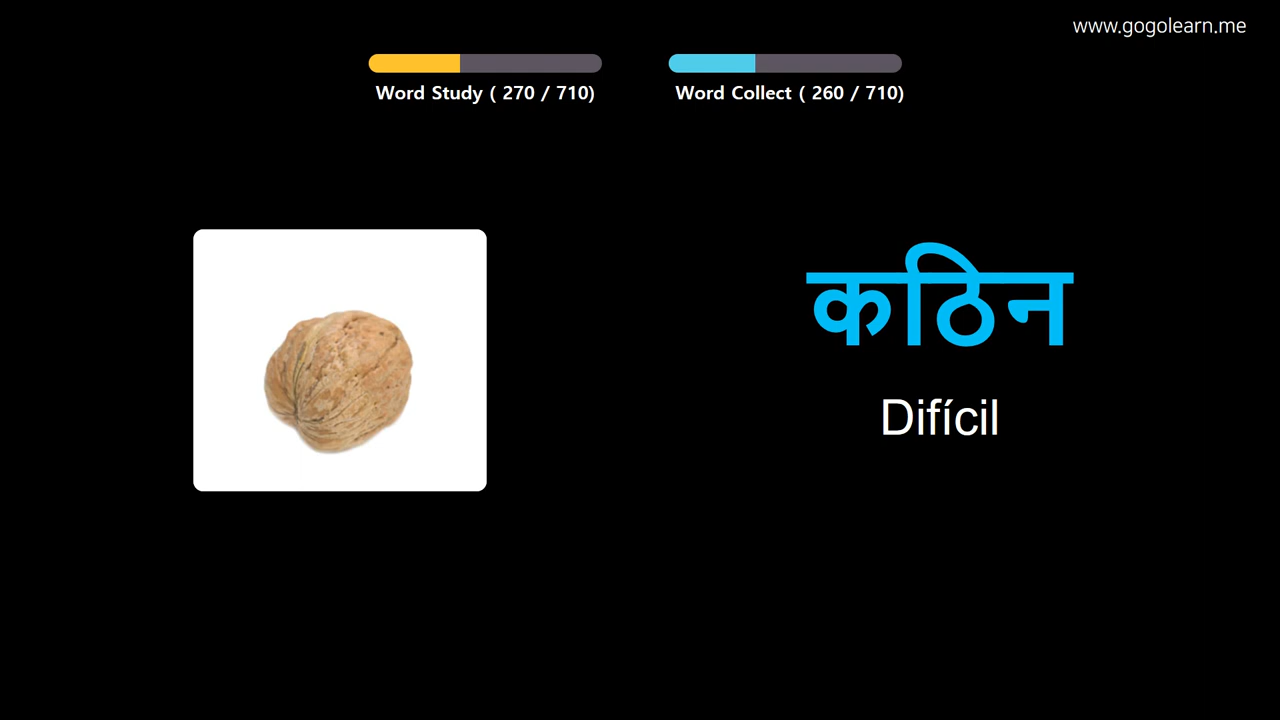 www.gogolearn.me
Word Study ( 270 / 710)
Word Collect ( 260 / 710)
कठिन
Difícil